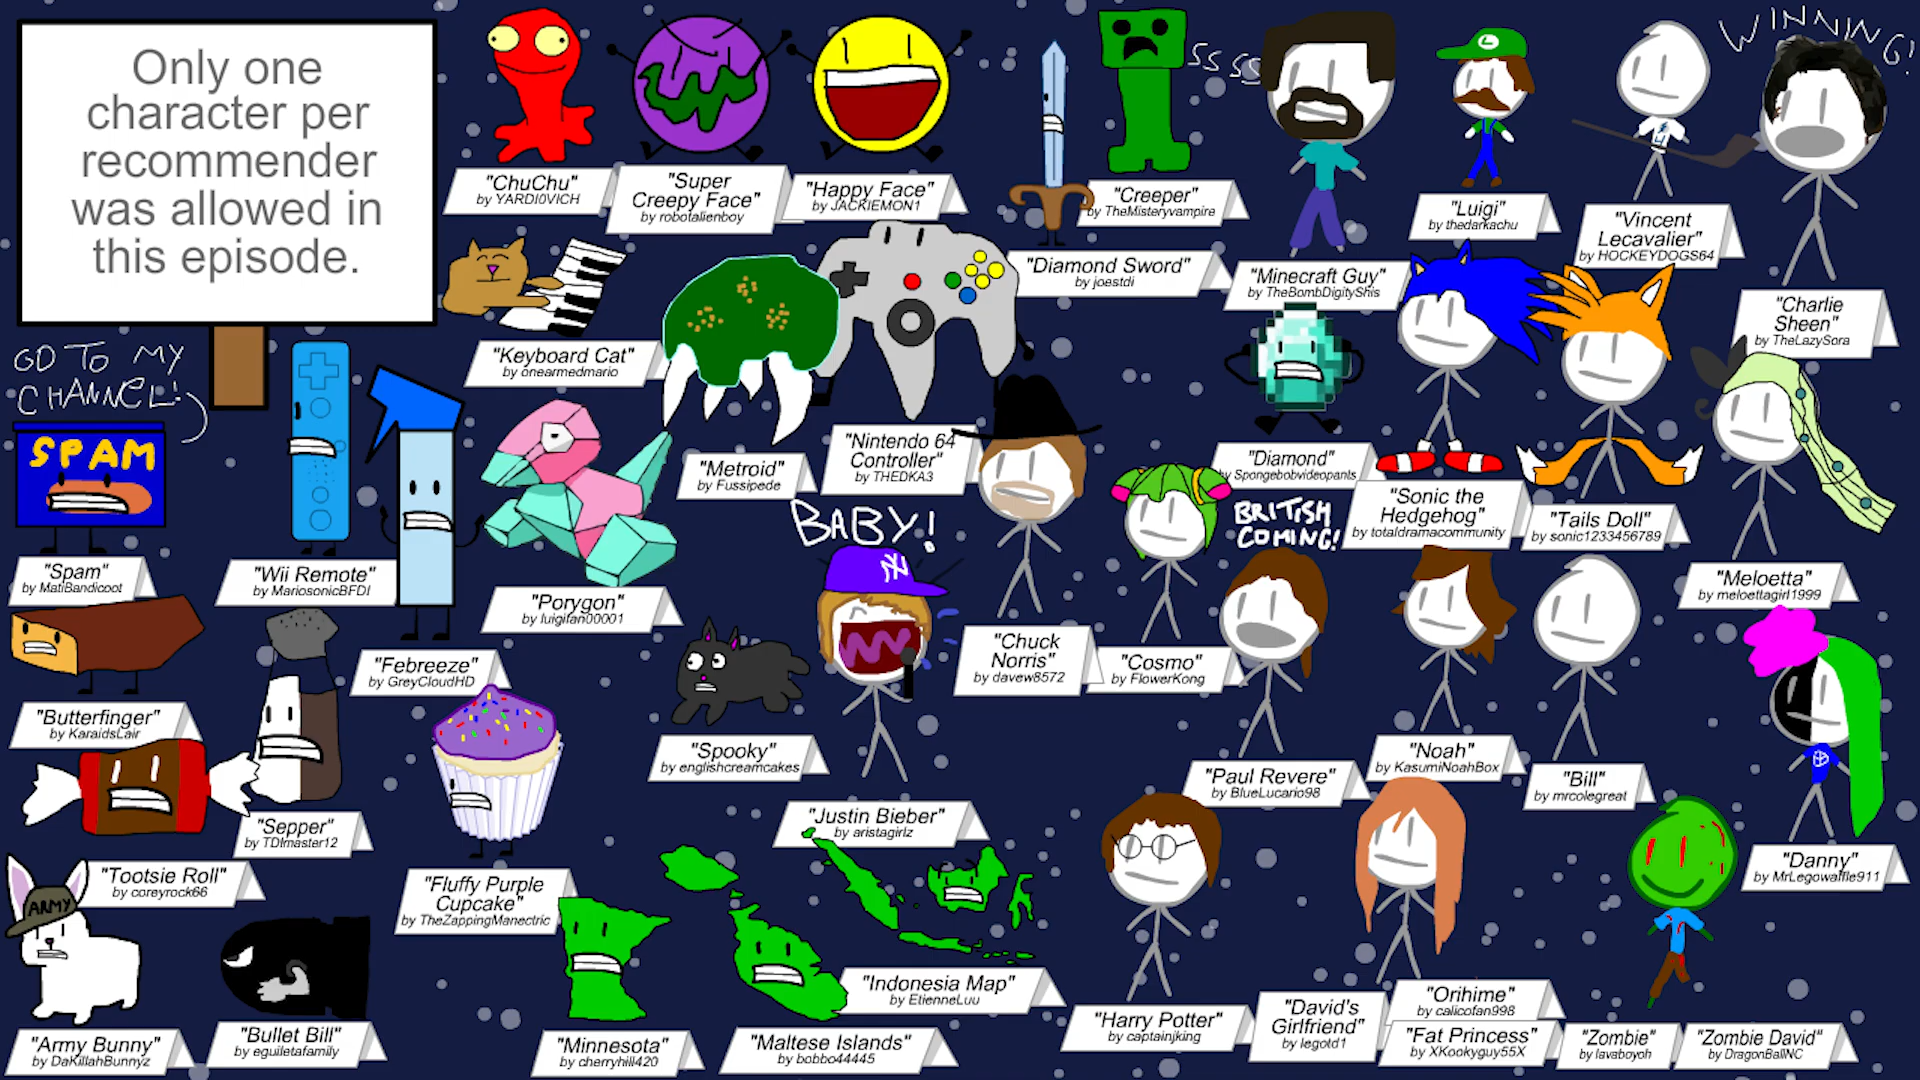 Only one
character per
recommender
was allowed in
this episode.
"ChuChu"
by YARDI0VICH
"Super
Creepy Face"
by robotalienboy
"Happy Face"
by JACKIEMON1
"Diamond Sword"
by joestdi
"Creeper"
by TheMisteryvampire
SSSS
"Minecraft Guy"
by TheBombDigityShis
L
"Luigi"
by thedarkachu
"Vincent
Lecavalier"
by HOCKEYDOGS64
WINNING!
"Charlie
Sheen"
by TheLazySora
"Keyboard Cat"
by onearmedmario
"Metroid"
by Fussipede
"Nintendo 64
Controller"
by THEDKA3
"Diamond"
by Spongebobvideopants
"Sonic the
Hedgehog"
by totaldramacommunity
"Tails Doll"
by sonic1233456789
"Meloetta"
by meloettagirl1999
GO TO MY
CHANNEL!
SPAM
"Spam"
by MatiBandicoot
"Wii Remote"
by MariosonicBFDI
"Febreeze"
by GreyCloudHD
"Porygon"
by luigifan00001
BABY!
NY
"Justin Bieber"
by aristagirlz
"Chuck
Norris"
by davew8572
"Cosmo"
by FlowerKong
BRITISH
COMING!
"Paul Revere"
by BlueLucario98
"Noah"
by KasumiNoahBox
"Bill"
by mrcolegreat
"Danny"
by MrLegowaffle911
"Butterfinger"
by KaraidsLair
"Sepper"
by TDImaster12
"Spooky"
by englishcreamcakes
"Tootsie Roll"
by coreyrock66
"Fluffy Purple
Cupcake"
by TheZappingManectric
ARMY
"Army Bunny"
by DaKillahBunnyz
"Bullet Bill"
by eguiletafamily
"Minnesota"
by cherryhill420
"Maltese Islands"
by bobbo44445
"Indonesia Map"
by EtienneLuu
"Harry Potter"
by captainjking
"David's
Girlfriend"
by legotd1
"Orihime"
by calicofan998
"Fat Princess"
by XKookyguy55X
"Zombie"
by lavaboyoh
"Zombie David"
by DragonBallNC